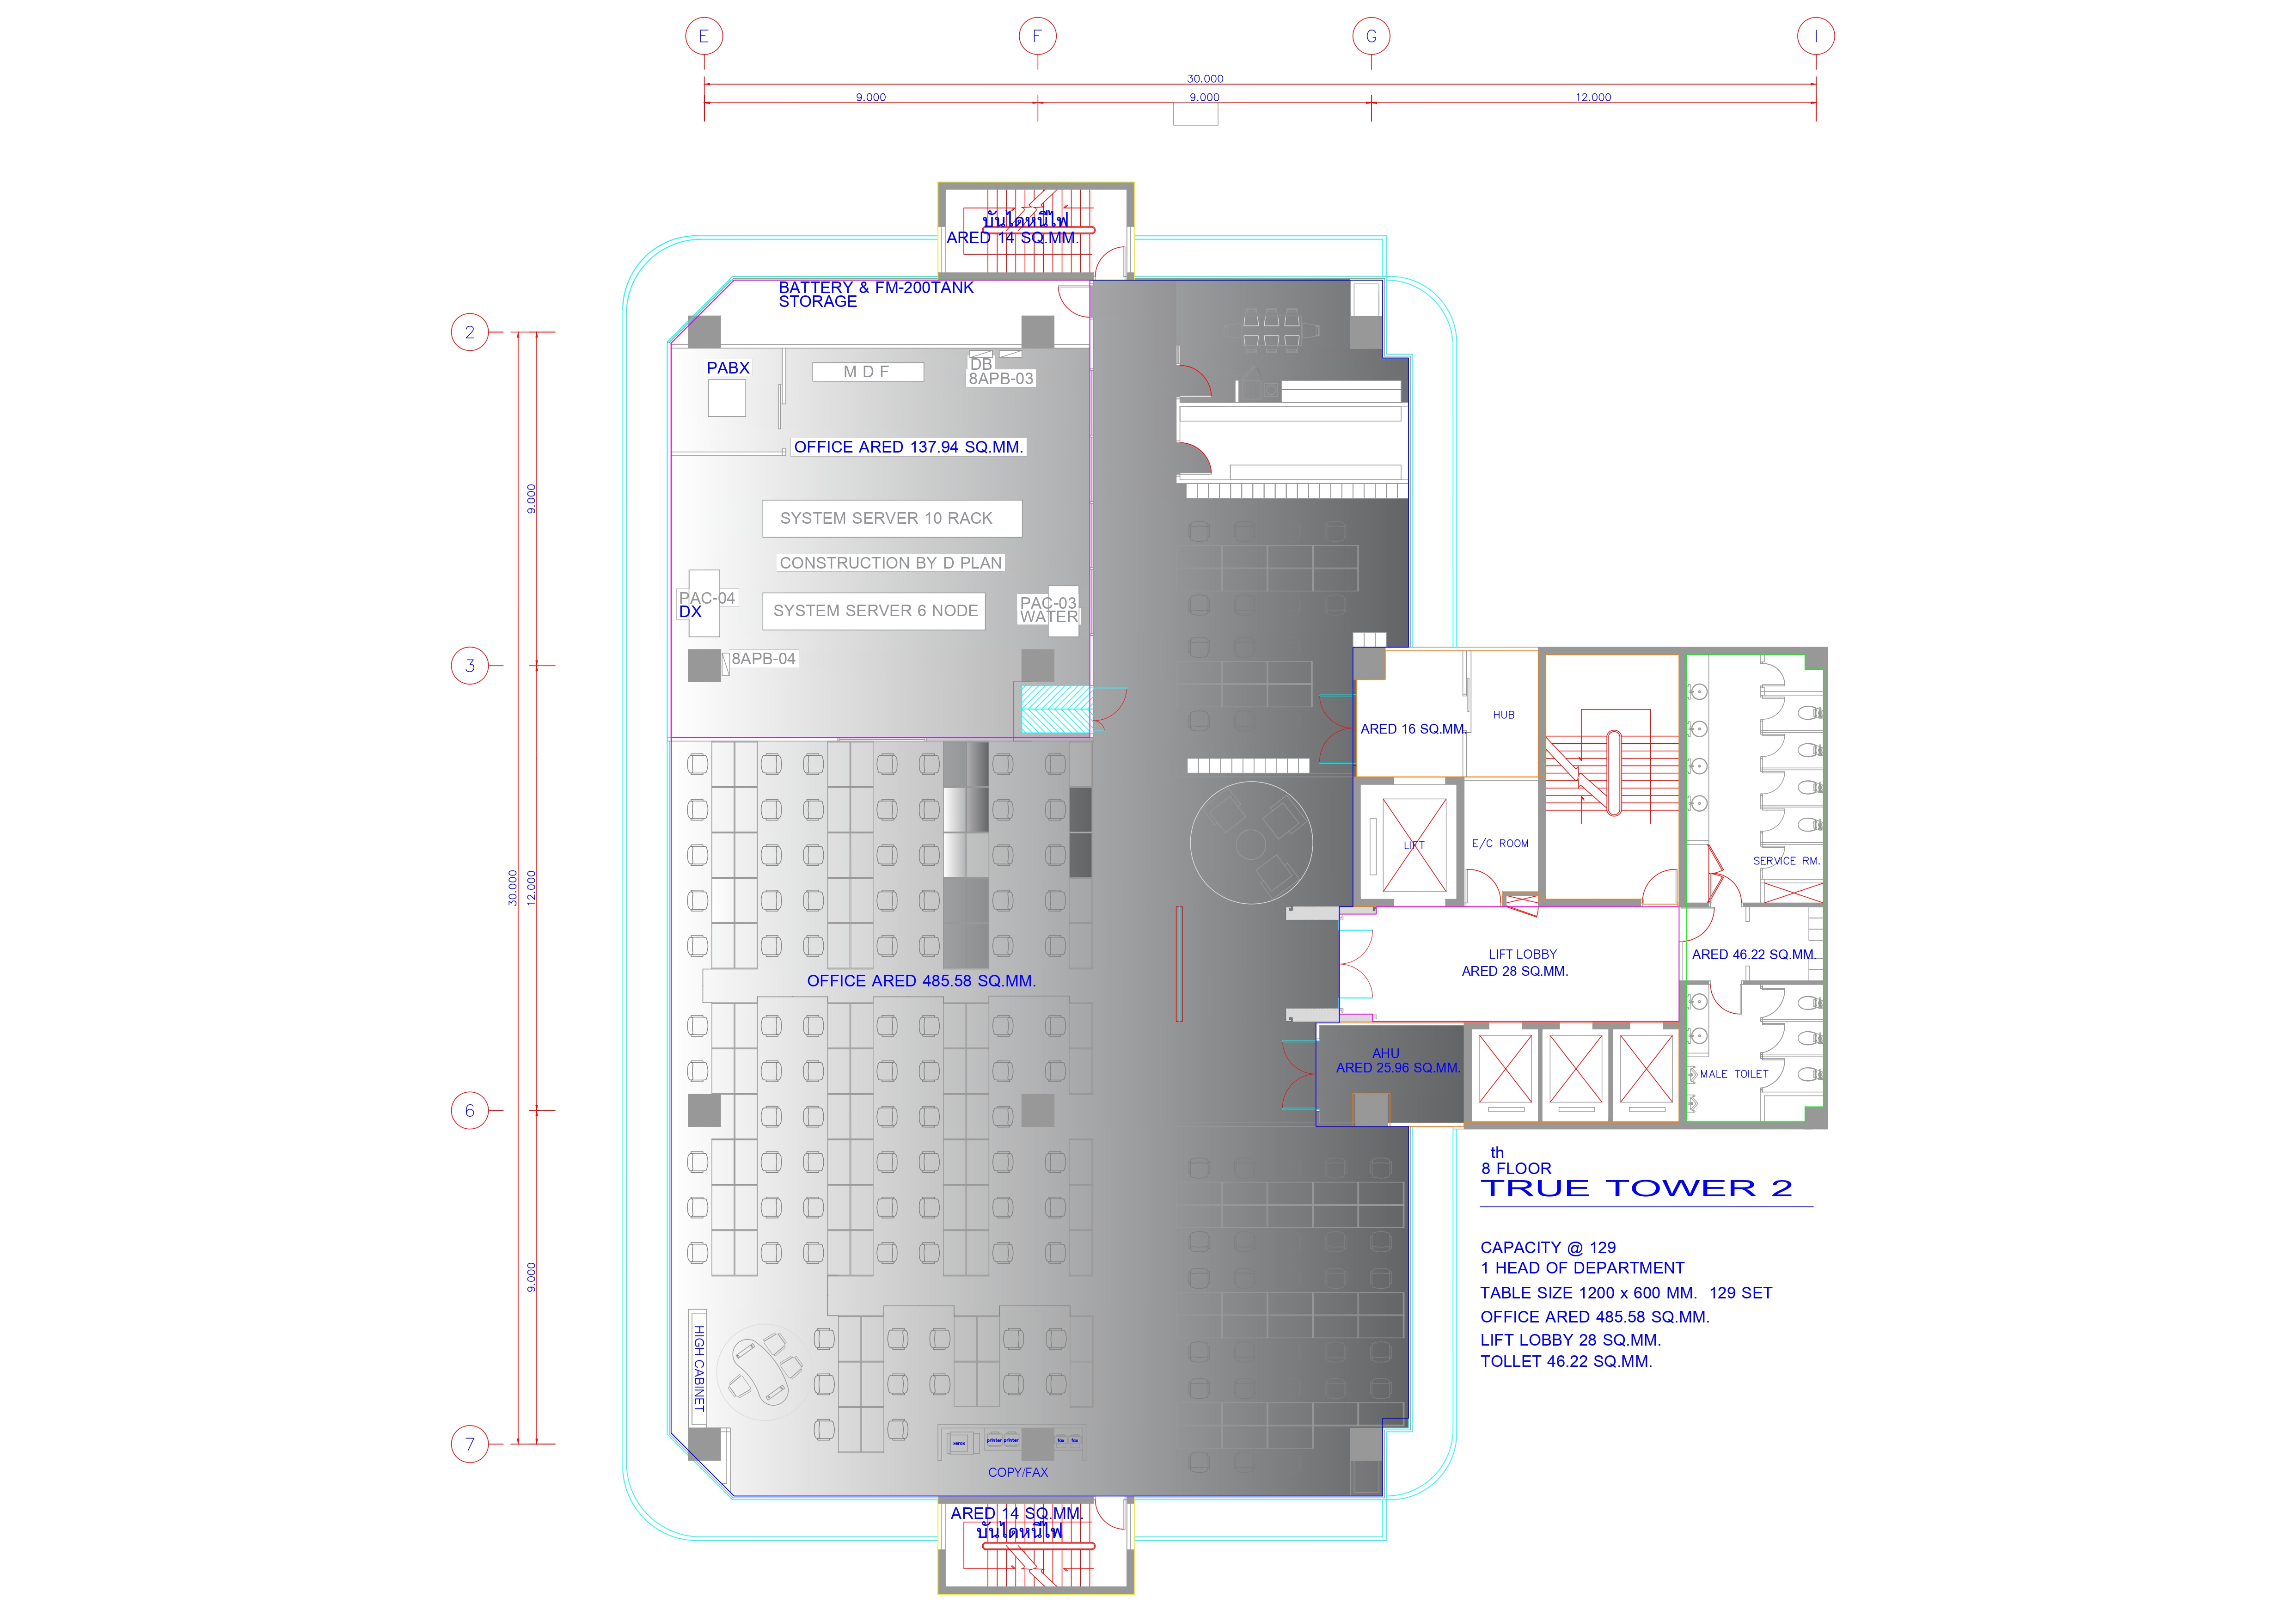 E
F
G
I
30.000
9.000
9.000
12.000
บันไดหนีไฟ
ARED 14 SQ.MM.
BATTERY & FM-200TANK
STORAGE
2
PABX
M D F
DB
8APB-03
OFFICE ARED 137.94 SQ.MM.
9.000
SYSTEM SERVER 10 RACK
CONSTRUCTION BY D PLAN
PAC-04
DX
SYSTEM SERVER 6 NODE
PAC-03
WATER
3
8APB-04
HUB
ARED 16 SQ.MM.
LIFT
E/C ROOM
SERVICE RM.
30.000
12.000
LIFT LOBBY
ARED 28 SQ.MM.
ARED 46.22 SQ.MM.
OFFICE ARED 485.58 SQ.MM.
AHU
ARED 25.96 SQ.MM.
MALE TOILET
6
th
8 FLOOR
TRUE TOWER 2
CAPACITY @ 129
1 HEAD OF DEPARTMENT
TABLE SIZE 1200 x 600 MM. 129 SET
OFFICE ARED 485.58 SQ.MM.
LIFT LOBBY 28 SQ.MM.
TOLLET 46.22 SQ.MM.
9.000
HIGH CABINET
7
xerox
printer
printer
fax
fax
COPY/FAX
ARED 14 SQ.MM.
บันไดหนีไฟ